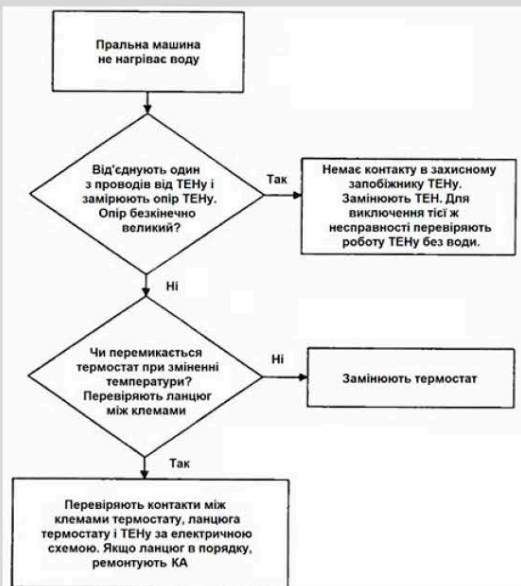 Пральна машина
не нагріває воду
Від'єднують один
з проводів від ТЕНу і
заміряють опір ТЕНу.
Опір безкінечно
великий?
Так
Немає контакту в захисному
запобіжнику ТЕНу.
Замінюють ТЕН. Для
виключення тієї ж
несправності перевіряють
роботу ТЕНу без води.
Ні
Чи перемикається
термостат при зміненні
температури?
Перевіряють ланцюг
між клемами
Ні
Замінюють термостат
Так
Перевіряють контакти між
клемами термостату, ланцюга
термостату і ТЕНу за електричною
схемою. Якщо ланцюг в порядку,
ремонтують КА